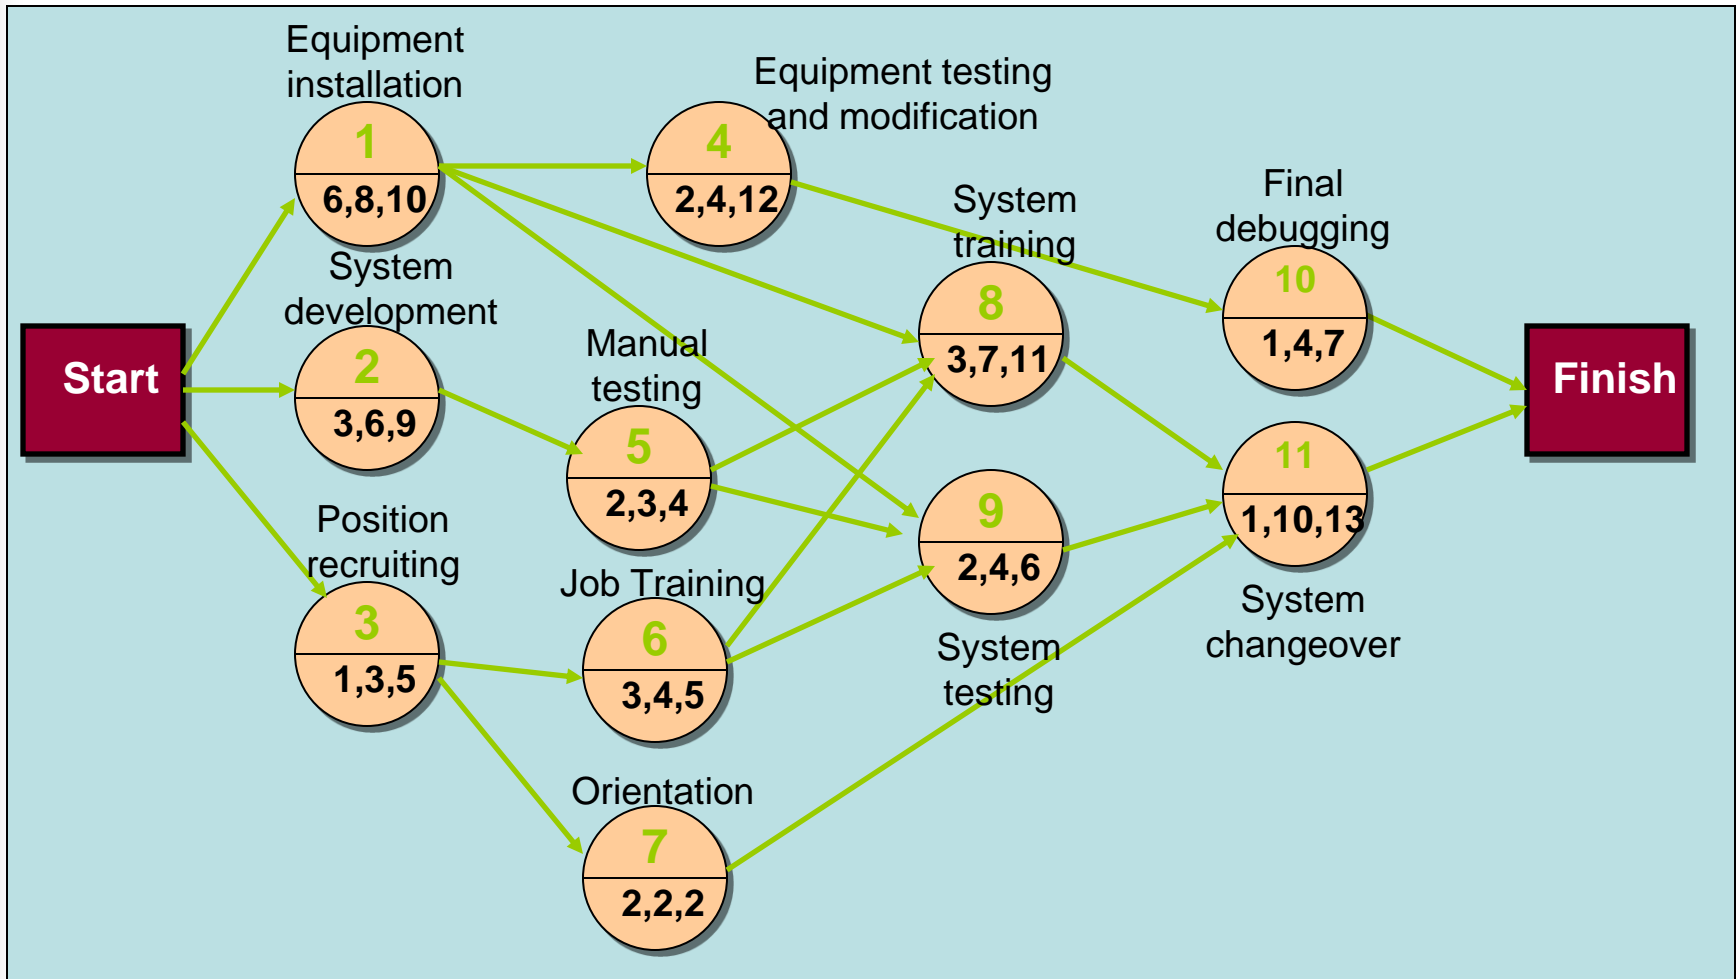 Equipment
installation
1
6,8,10
Equipment testing
and modification
4
2,4,12
System
training
8
3,7,11
Final
debugging
10
1,4,7
System
development
2
3,6,9
Start
Manual
testing
5
2,3,4
Finish
11
1,10,13
System
changeover
9
2,4,6
System
testing
Position
recruiting
3
1,3,5
Job Training
6
3,4,5
Orientation
7
2,2,2